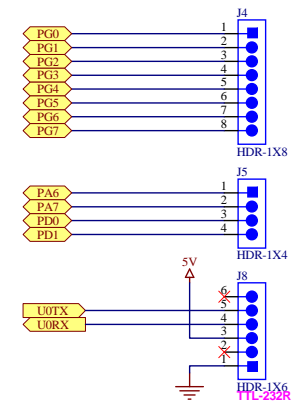 J4
PG0 1
PG1 2
PG2 3
PG3 4
PG4 5
PG5 6
PG6 7
PG7 8
HDR-1X8
J5
PA6 1
PA7 2
PD0 3
PD1 4
HDR-1X4
5V
J8
6
U0TX 5
U0RX 4
3
2
1
HDR-1X6
TTL-232R